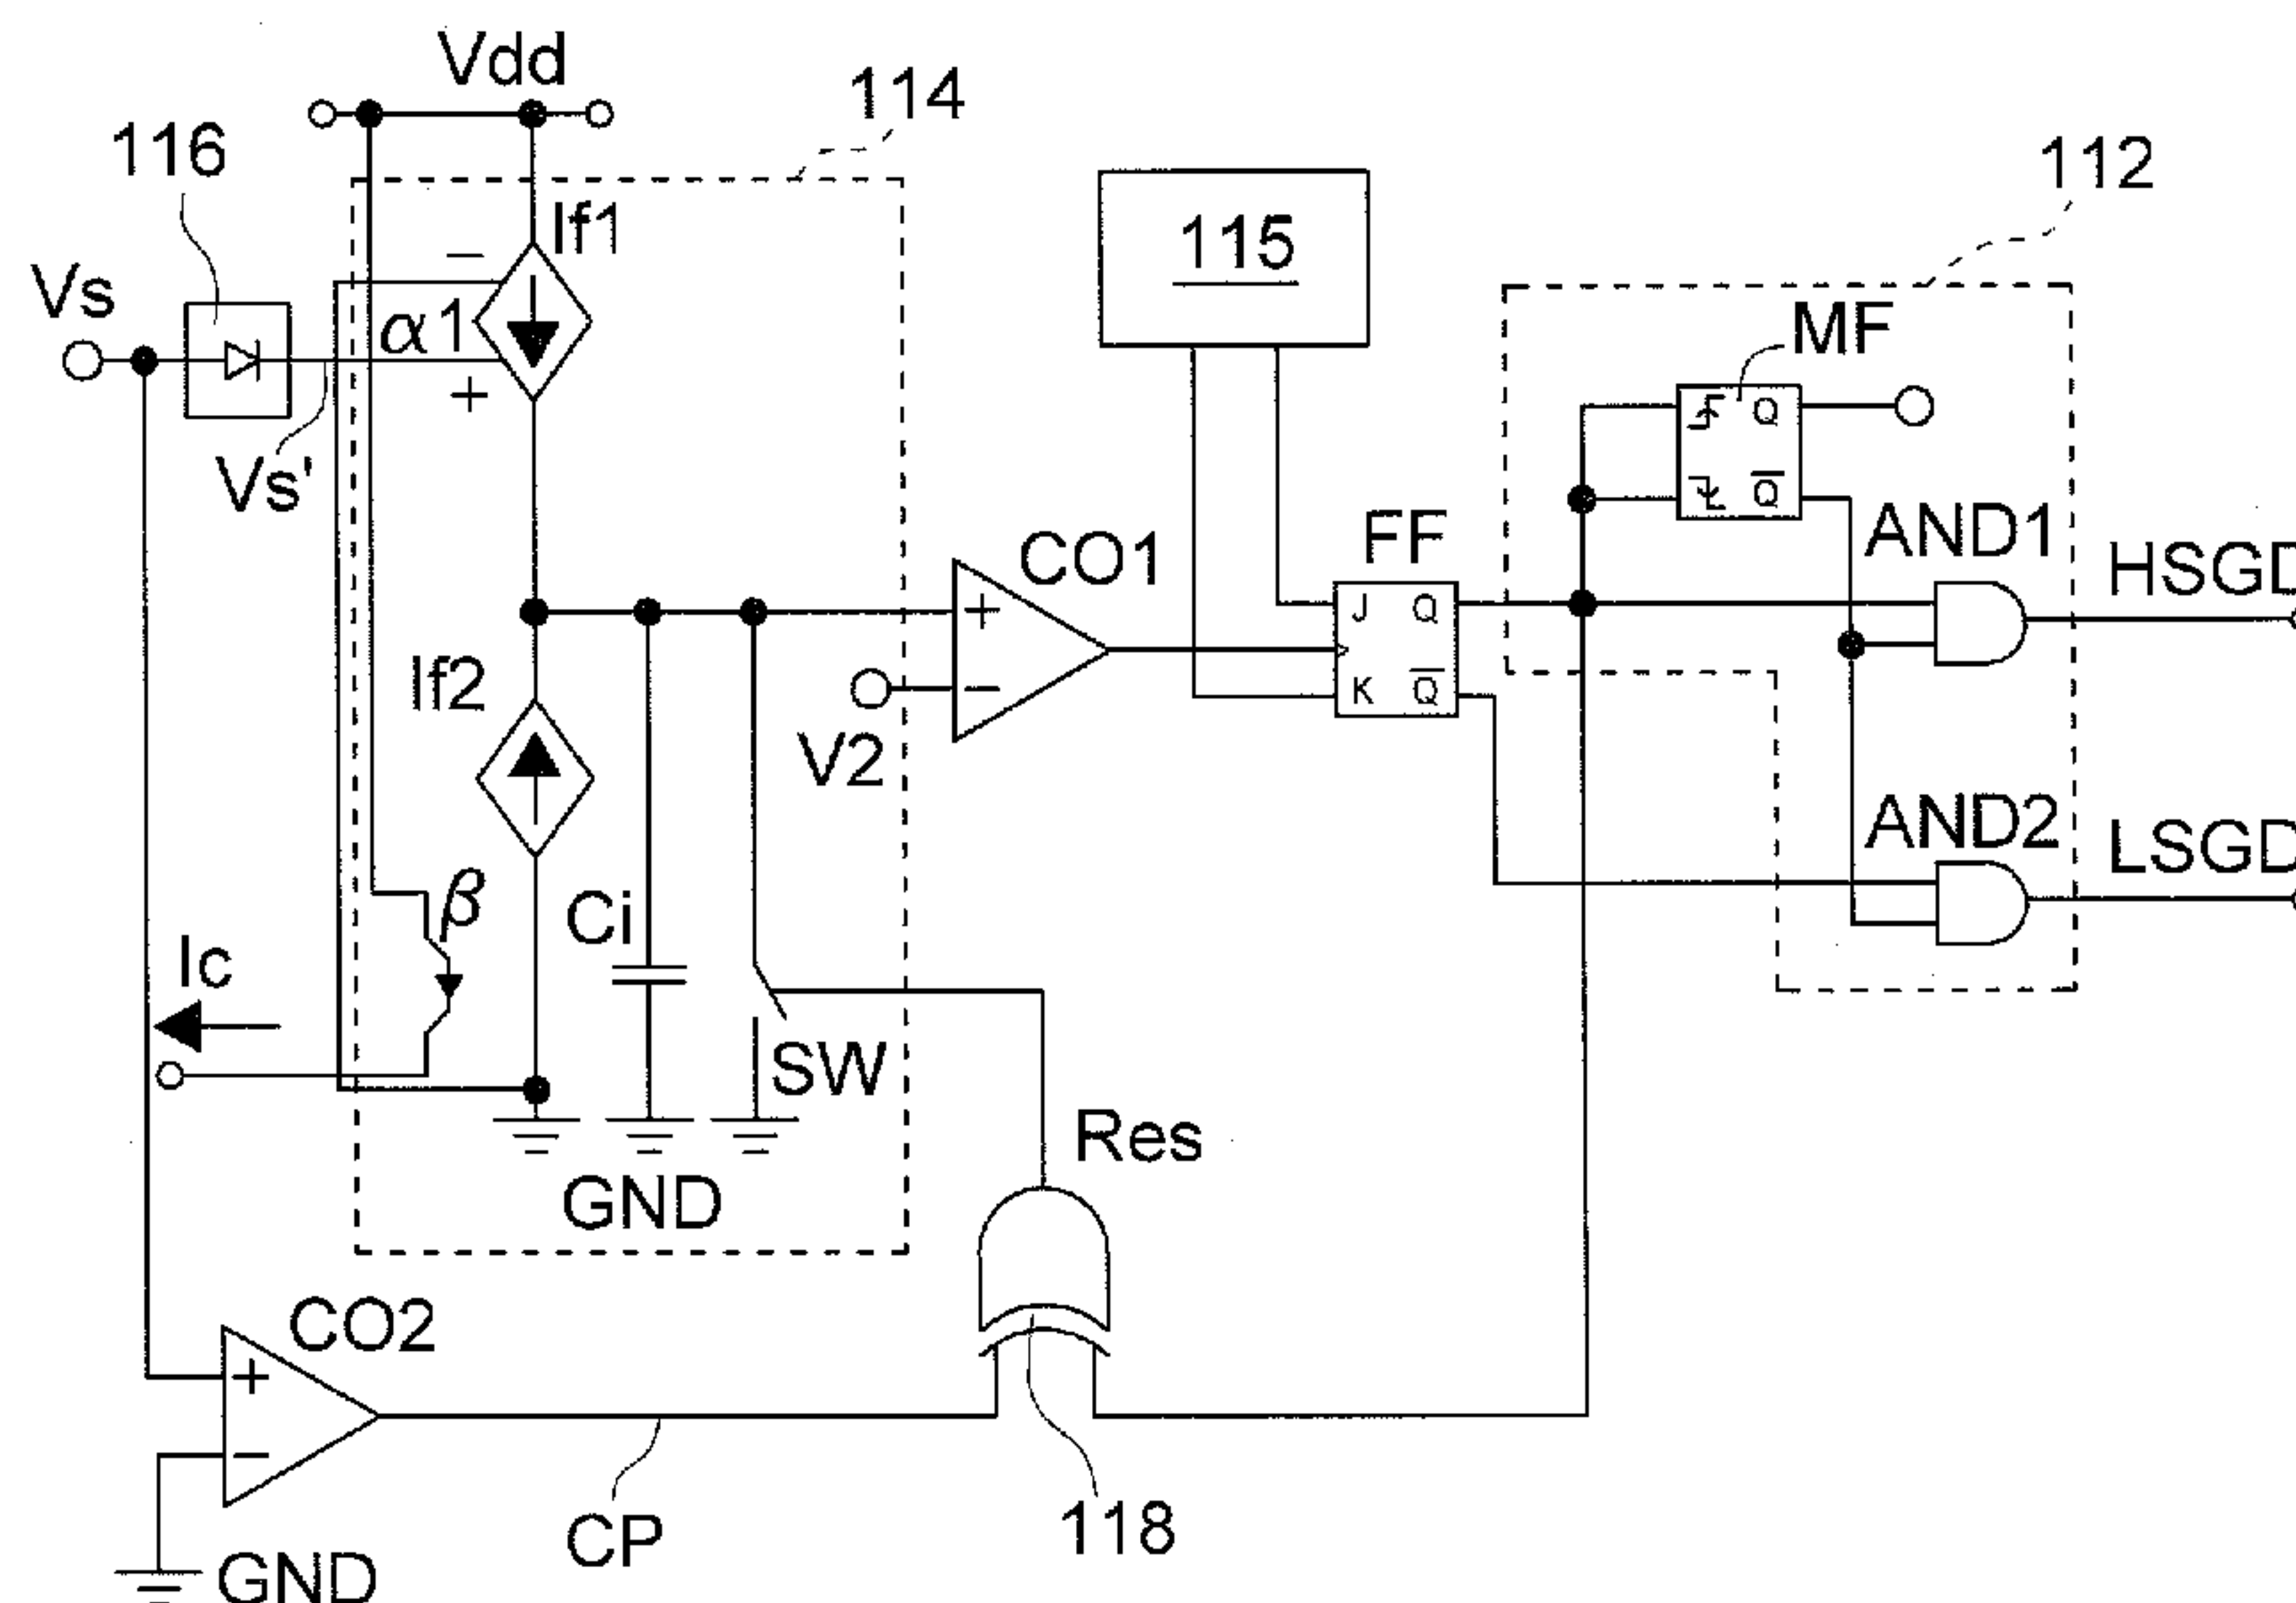 Vdd
114
116
112
If1
115
Vs
−
α1
MF
+
Q
Vs'
Q̅
AND1
CO1
FF
HSGD
+
J Q
If2
−
K Q̅
V2
AND2
LSGD
β
Ci
Ic
SW
Res
GND
CO2
+
−
118
CP
GND